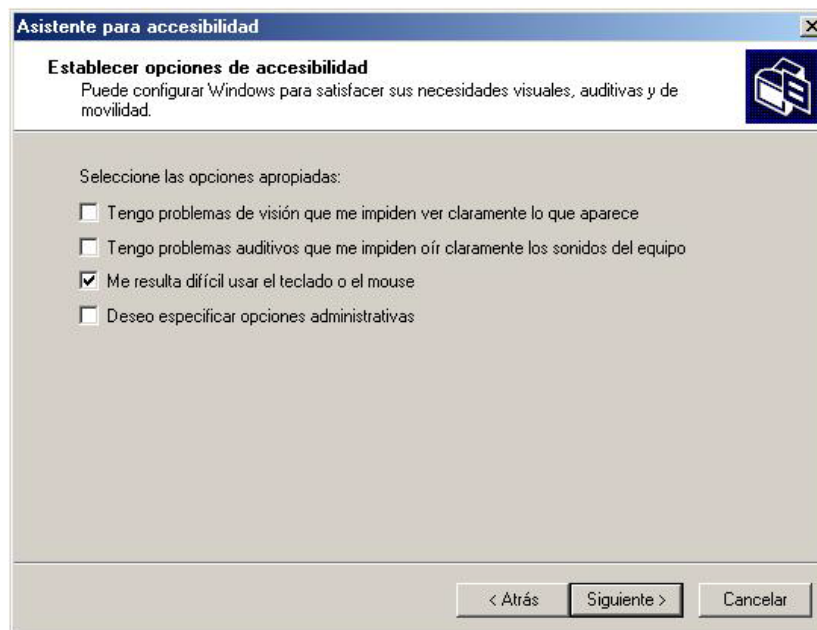 Asistente para accesibilidad
Establecer opciones de accesibilidad
Puede configurar Windows para satisfacer sus necesidades visuales, auditivas y de
movilidad.
Seleccione las opciones apropiadas:
Tengo problemas de visión que me impiden ver claramente lo que aparece
Tengo problemas auditivos que me impiden oír claramente los sonidos del equipo
Me resulta difícil usar el teclado o el mouse
Deseo especificar opciones administrativas
< Atrás
Siguiente >
Cancelar